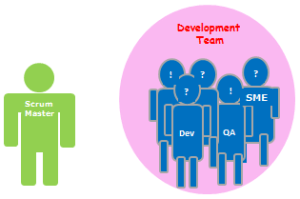 Development
Team
!
?
?
!
?
Scrum
Master
SME
Dev
QA